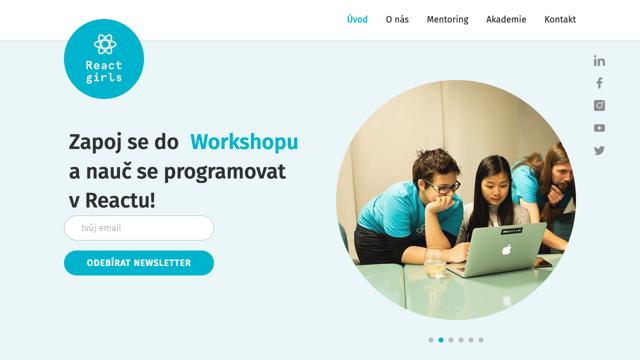 Úvod O nás Mentoring Akademie Kontakt
React
girls
Zapoj se do Workshopu
a nauč se programovat
v Reactu!
tvůj email
ODEBÍRAT NEWSLETTER